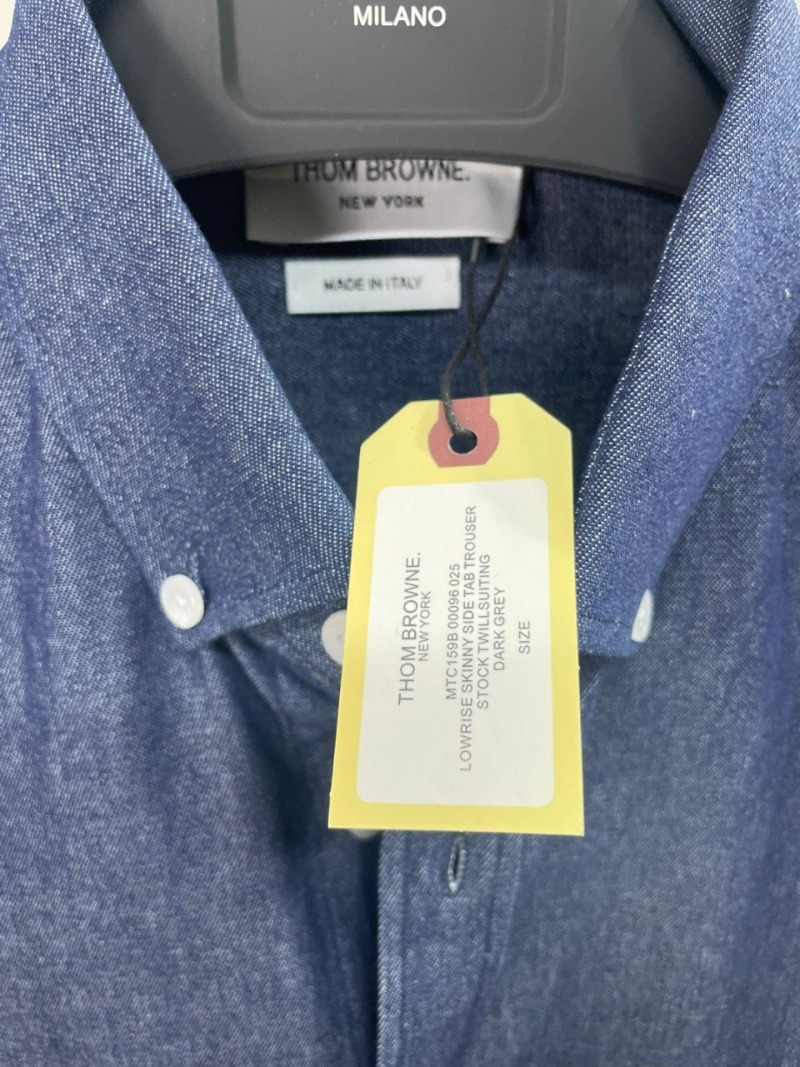 MILANO
THOM BROWNE.
NEW YORK
MADE IN ITALY
THOM BROWNE.
NEW YORK
MTC159B 00096 025
LOWRISE SKINNY SIDE TAB TROUSER
STOCK TWILLSUITING
DARK GREY
SIZE